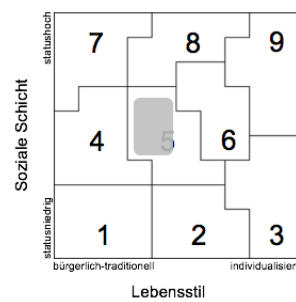 statushoch
7 8 9
Soziale Schicht
4 5 6
statusniedrig
1 2 3
bürgerlich-traditionell individualisier
Lebensstil